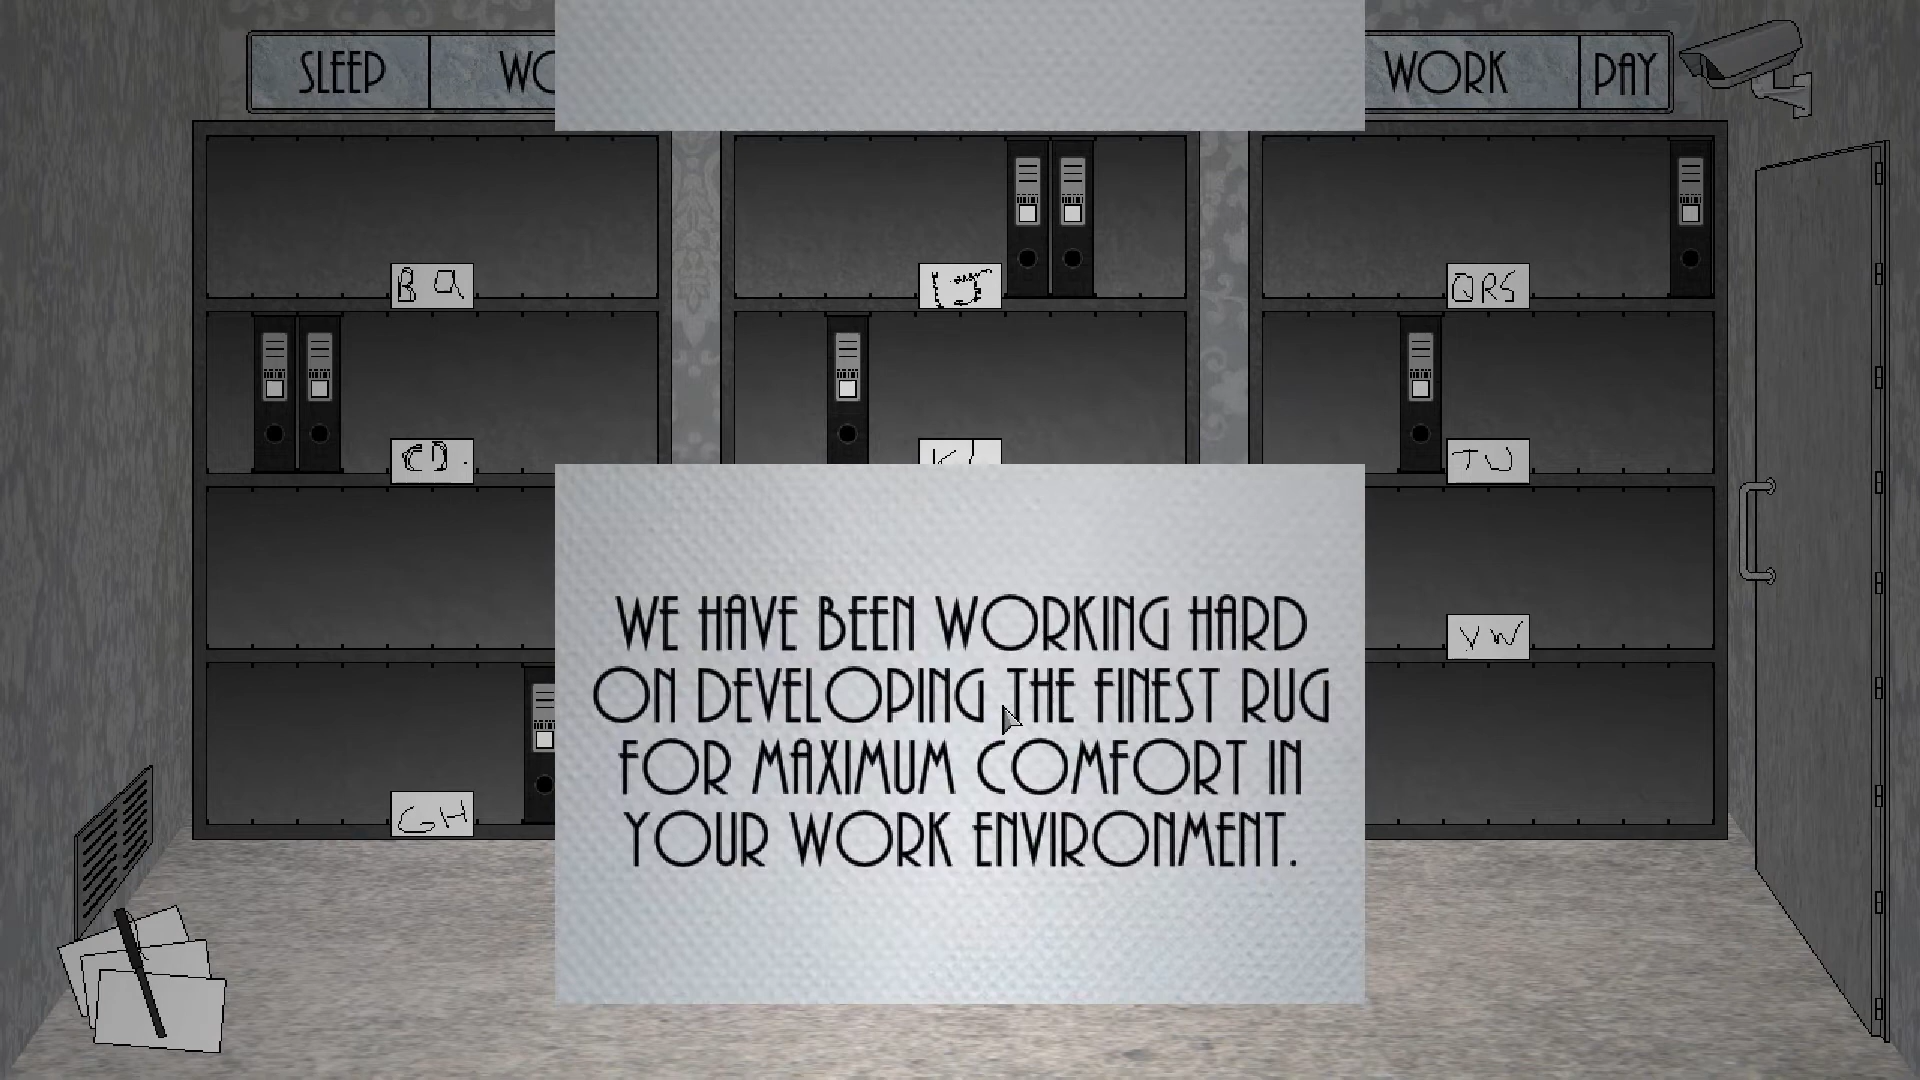 SLEEP
WORK
PAY
B a
QRS
CD.
TU
VW
GH
WE HAVE BEEN WORKING HARD
ON DEVELOPING THE FINEST RUG
FOR MAXIMUM COMFORT IN
YOUR WORK ENVIRONMENT.